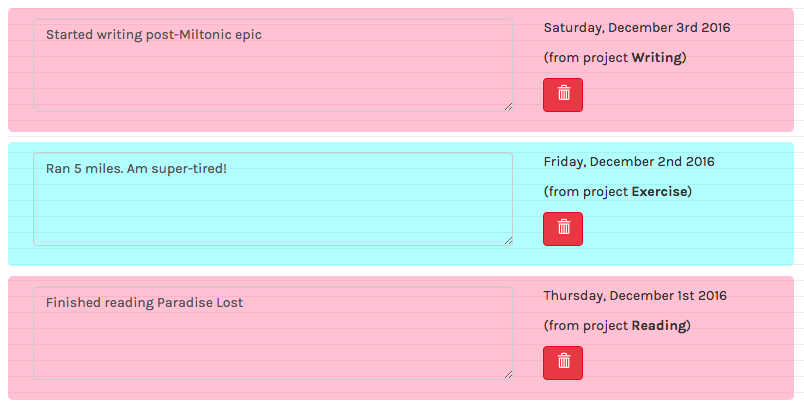 Started writing post-Miltonic epic
Saturday, December 3rd 2016
(from project Writing)
Ran 5 miles. Am super-tired!
Friday, December 2nd 2016
(from project Exercise)
Finished reading Paradise Lost
Thursday, December 1st 2016
(from project Reading)